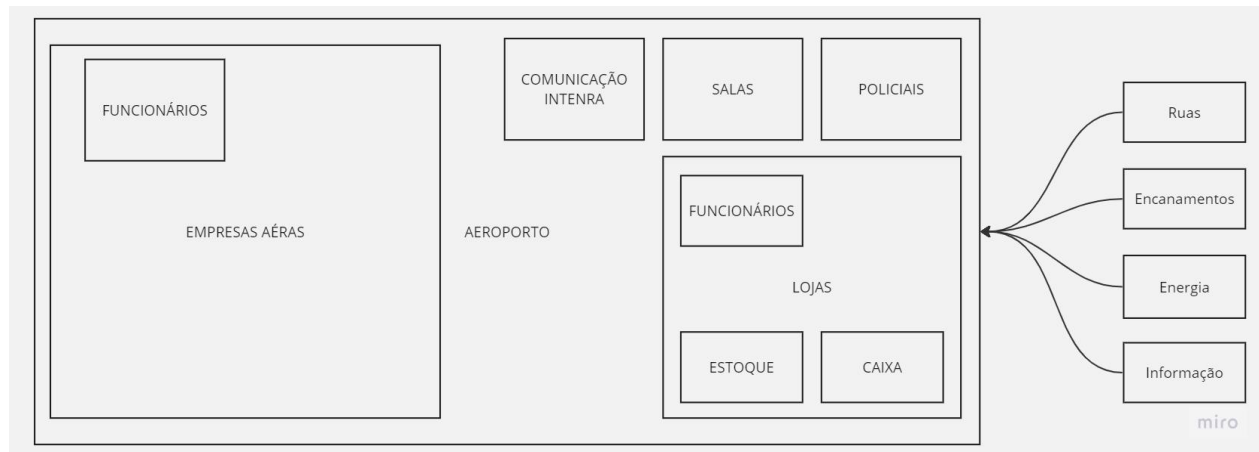 FUNCIONÁRIOS
EMPRESAS AÉRAS
AEROPORTO
COMUNICAÇÃO
INTENRA
SALAS
POLICIAIS
FUNCIONÁRIOS
LOJAS
ESTOQUE
CAIXA
Ruas
Encanamentos
Energia
Informação
miro